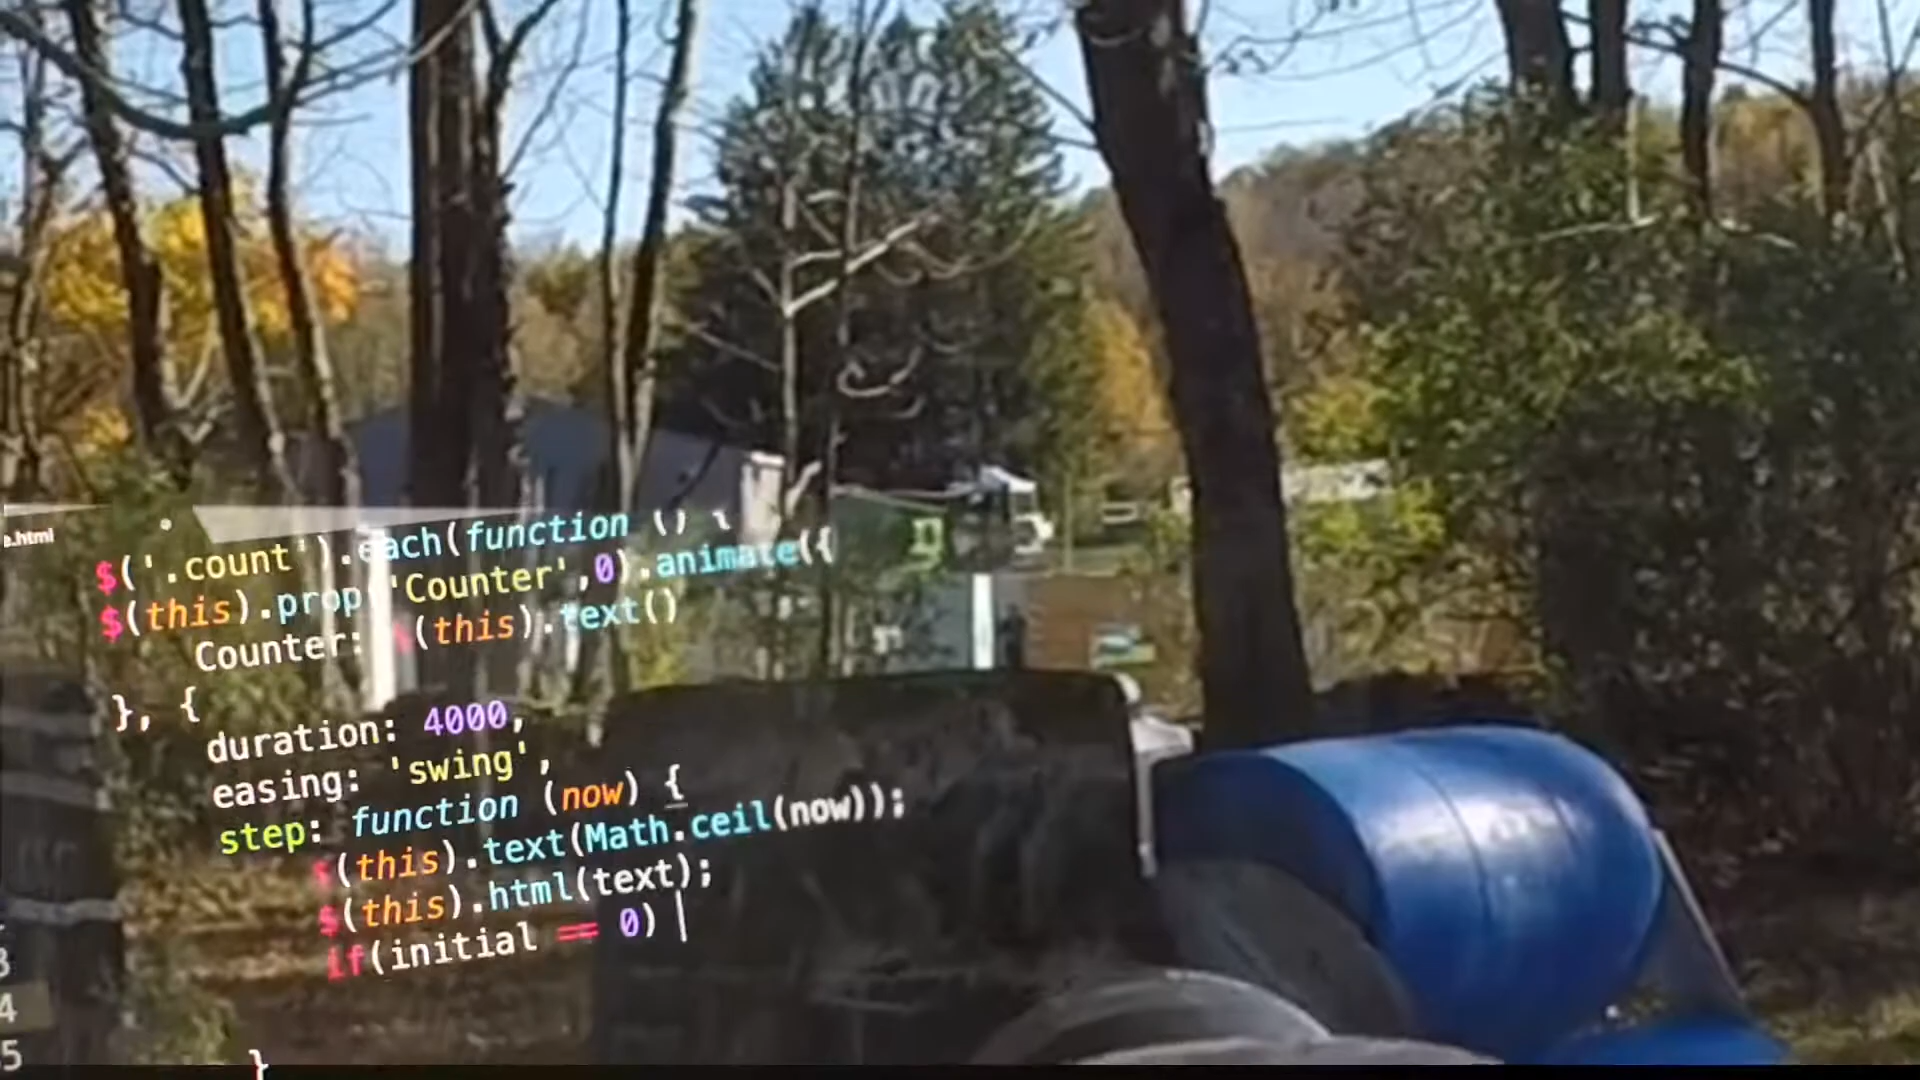 e.html
$('.count').each(function () {
$(this).prop('Counter',0).animate({
Counter: $(this).text()
}, {
duration: 4000,
easing: 'swing',
step: function (now) {
$(this).text(Math.ceil(now));
$(this).html(text);
if(initial == 0)
3
4
5
}